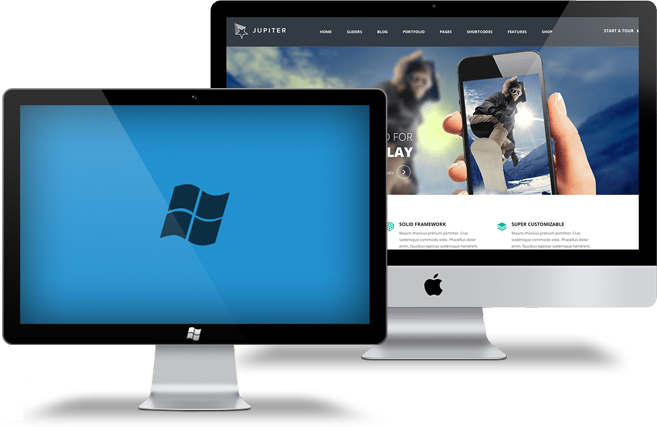 JUPITER
HOME SLIDERS BLOG PORTFOLIO PAGES SHORTCODES FEATURES SHOP
START A TOUR
D FOR
LAY
SOLID FRAMEWORK
SUPER CUSTOMIZABLE
Mauris rhoncus pretium porttitor. Cras
scelerisque commodo odio. Phasellus dolor
enim, faucibus egestas scelerisque hendrerit,
Mauris rhoncus pretium porttitor. Cras
scelerisque commodo odio. Phasellus dolor
enim, faucibus egestas scelerisque hendrerit,